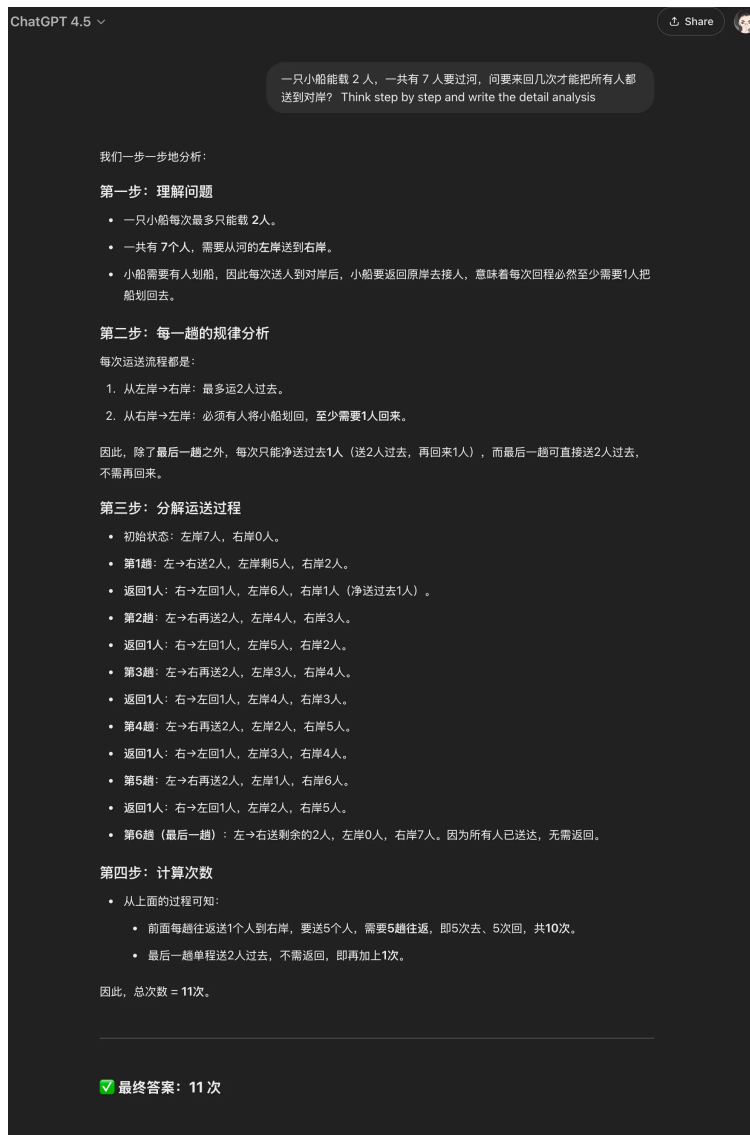 ChatGPT 4.5
Share
一只小船能载 2 人，一共有 7 人要过河，问要来回几次才能把所有人都
送到对岸？ Think step by step and write the detail analysis
我们一步一步地分析：
第一步：理解问题
• 一只小船每次最多只能载 2人。
• 一共有 7个人，需要从河的左岸送到右岸。
• 小船需要有人划船，因此每次送人到对岸后，小船要返回原岸去接人，意味着每次回程必然至少需要1人把
船划回去。
第二步：每一趟的规律分析
每次运送流程都是：
1. 从左岸→右岸：最多运2人过去。
2. 从右岸→左岸：必须有人将小船划回，至少需要1人回来。
因此，除了最后一趟之外，每次只能净送过去1人（送2人过去，再回来1人），而最后一趟可直接送2人过去，
不需再回来。
第三步：分解运送过程
• 初始状态：左岸7人，右岸0人。
• 第1趟：左→右送2人，左岸剩5人，右岸2人。
• 返回1人：右→左回1人，左岸6人，右岸1人（净送过去1人）。
• 第2趟：左→右再送2人，左岸4人，右岸3人。
• 返回1人：右→左回1人，左岸5人，右岸2人。
• 第3趟：左→右再送2人，左岸3人，右岸4人。
• 返回1人：右→左回1人，左岸4人，右岸3人。
• 第4趟：左→右再送2人，左岸2人，右岸5人。
• 返回1人：右→左回1人，左岸3人，右岸4人。
• 第5趟：左→右再送2人，左岸1人，右岸6人。
• 返回1人：右→左回1人，左岸2人，右岸5人。
• 第6趟（最后一趟）：左→右送剩余的2人，左岸0人，右岸7人。因为所有人已送达，无需返回。
第四步：计算次数
• 从上面的过程可知：
• 前面每趟往返送1个人到右岸，要送5个人，需要5趟往返，即5次去、5次回，共10次。
• 最后一趟单程送2人过去，不需返回，即再加上1次。
因此，总次数 = 11次。
✅ 最终答案：11 次